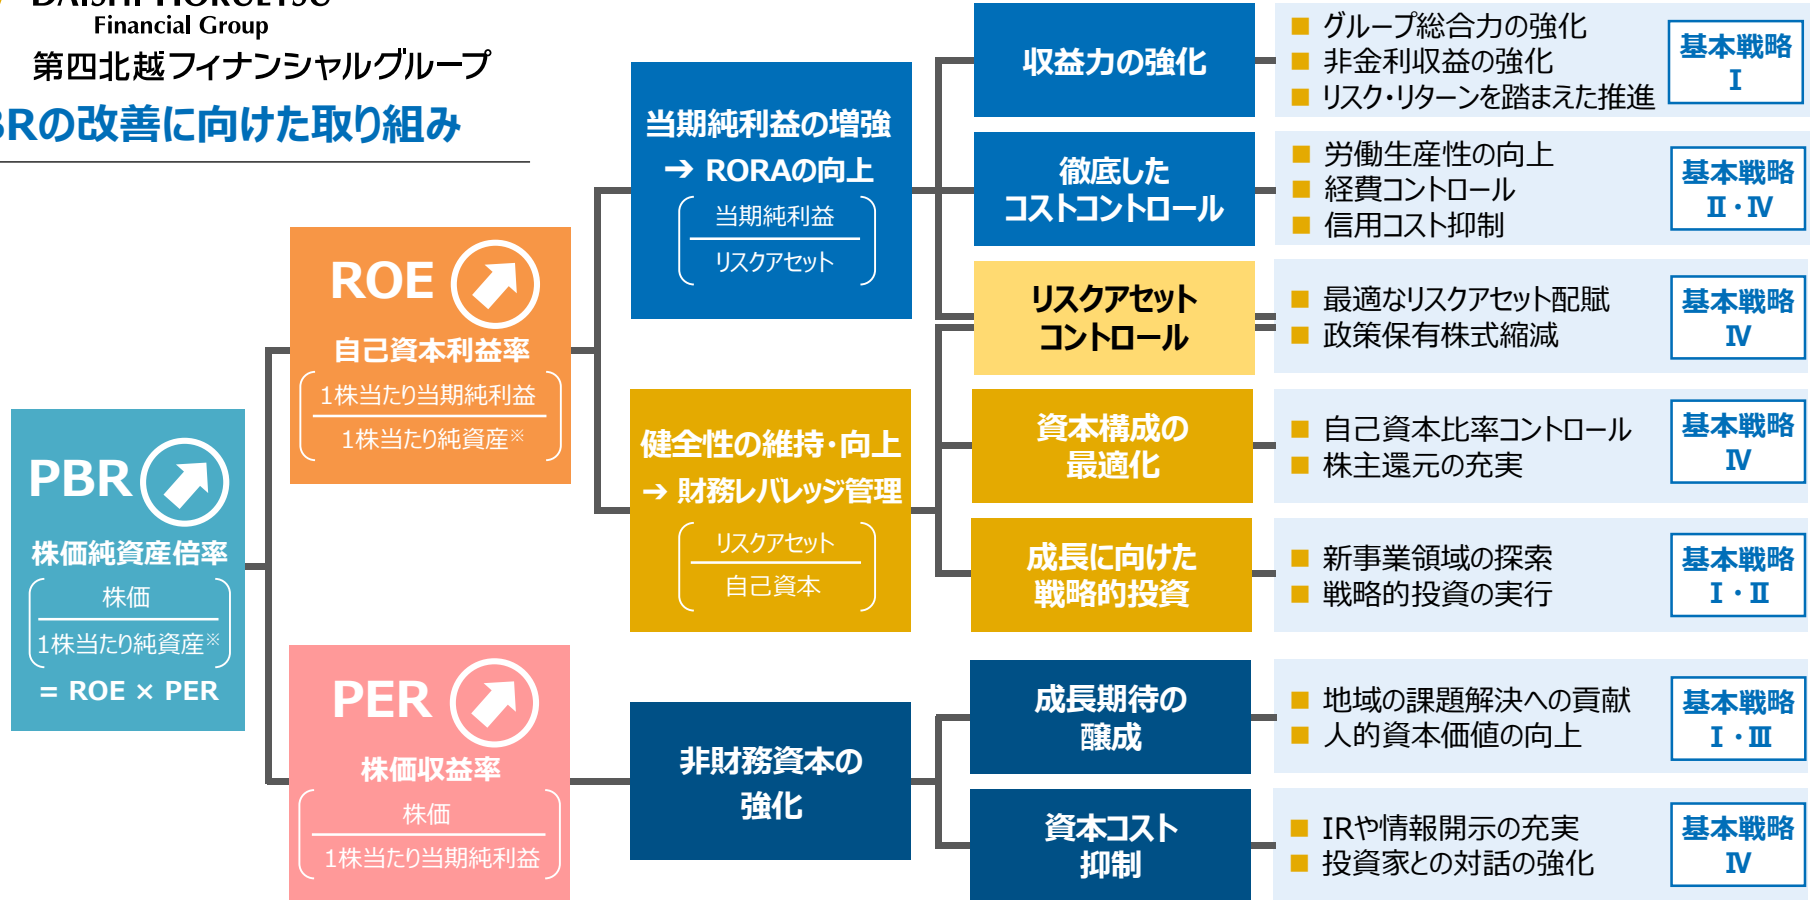 DAISHI HOKUETSU
Financial Group
第四北越フィナンシャルグループ
BRの改善に向けた取り組み
PBR
株価純資産倍率
株価
1株当たり純資産※
= ROE × PER
ROE
自己資本利益率
1株当たり当期純利益
1株当たり純資産※
PER
株価収益率
株価
1株当たり当期純利益
当期純利益の増強
→ RORAの向上
当期純利益
リスクアセット
健全性の維持・向上
→ 財務レバレッジ管理
リスクアセット
自己資本
非財務資本の
強化
収益力の強化
■ グループ総合力の強化
■ 非金利収益の強化
■ リスク・リターンを踏まえた推進
基本戦略
Ⅰ
徹底した
コストコントロール
■ 労働生産性の向上
■ 経費コントロール
■ 信用コスト抑制
基本戦略
Ⅱ・Ⅳ
リスクアセット
コントロール
■ 最適なリスクアセット配賦
■ 政策保有株式縮減
基本戦略
Ⅳ
資本構成の
最適化
■ 自己資本比率コントロール
■ 株主還元の充実
基本戦略
Ⅳ
成長に向けた
戦略的投資
■ 新事業領域の探索
■ 戦略的投資の実行
基本戦略
Ⅰ・Ⅱ
成長期待の
醸成
■ 地域の課題解決への貢献
■ 人的資本価値の向上
基本戦略
Ⅰ・Ⅲ
資本コスト
抑制
■ IRや情報開示の充実
■ 投資家との対話の強化
基本戦略
Ⅳ